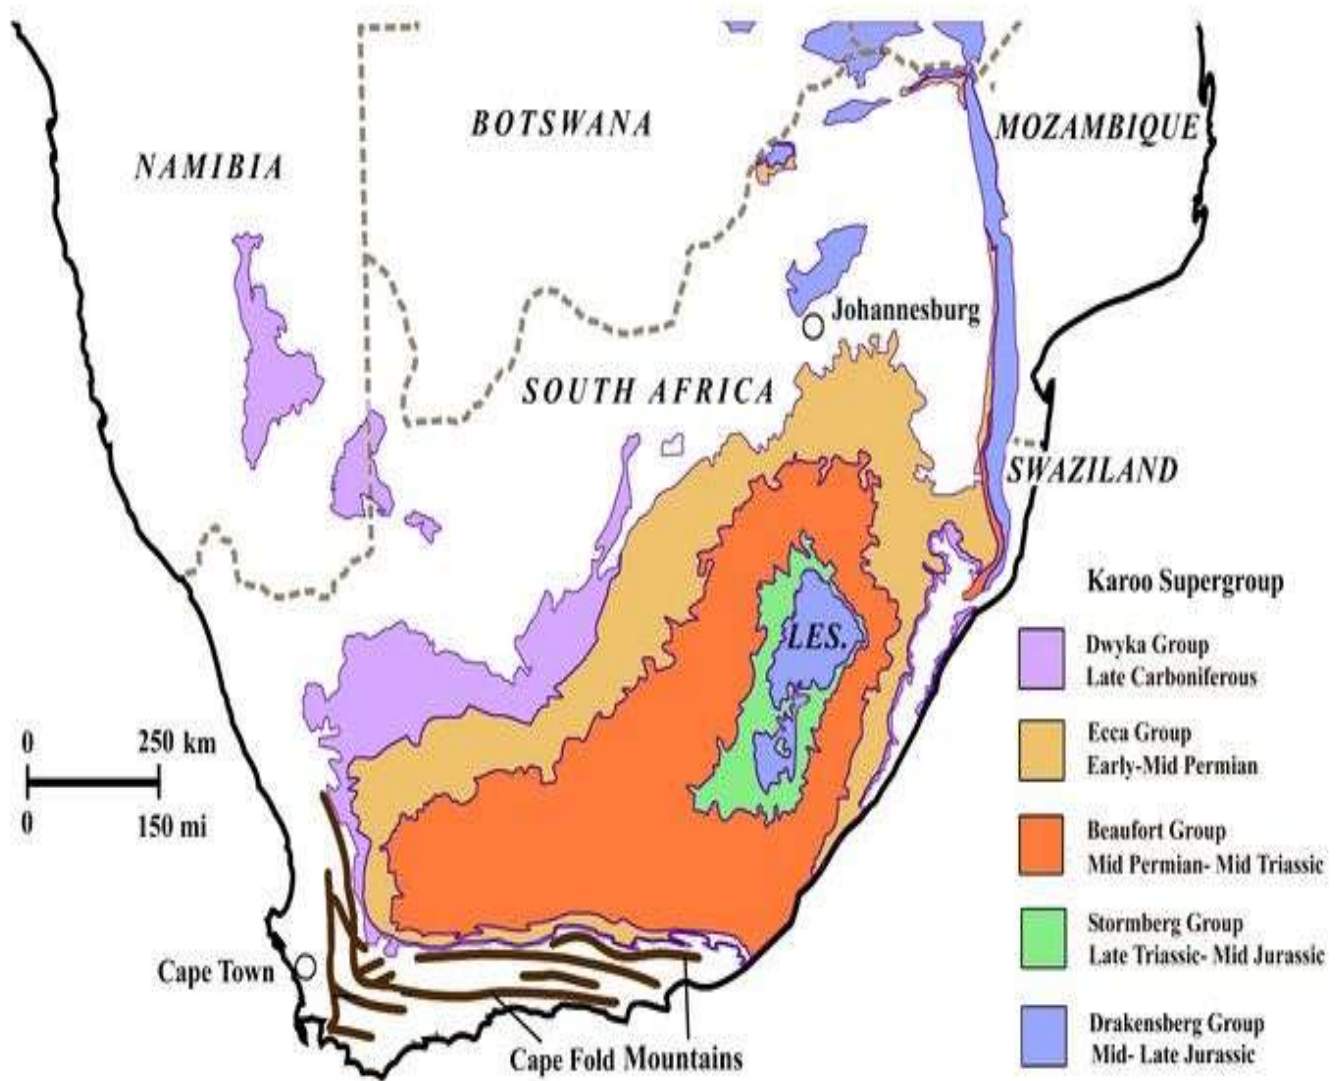 BOTSWANA
MOZAMBIQUE
NAMIBIA
Johannesburg
SOUTH AFRICA
SWAZILAND
LES.
Karoo Supergroup
Dwyka Group
Late Carboniferous
Ecca Group
Early-Mid Permian
Beaufort Group
Mid Permian- Mid Triassic
Stormberg Group
Late Triassic- Mid Jurassic
Drakensberg Group
Mid- Late Jurassic
0 250 km
0 150 mi
Cape Town
Cape Fold Mountains